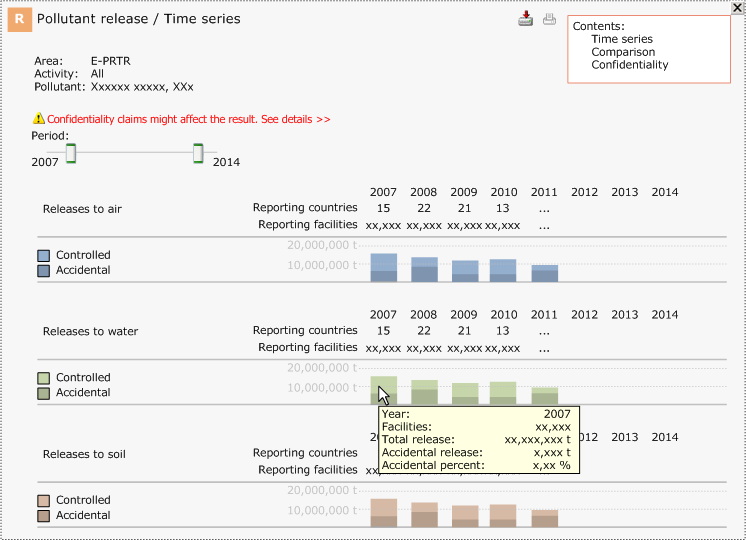 R Pollutant release / Time series
Contents:
Time series
Comparison
Confidentiality
Area: E-PRTR
Activity: All
Pollutant: Xxxxxx xxxxx, XXx
Confidentiality claims might affect the result. See details >>
Period:
2007 2014
2007 2008 2009 2010 2011 2012 2013 2014
Releases to air Reporting countries 15 22 21 13 ...
Reporting facilities xx,xxx xx,xxx xx,xxx xx,xxx ...
20,000,000 t
Controlled
10,000,000 t
Accidental
2007 2008 2009 2010 2011 2012 2013 2014
Releases to water Reporting countries 15 22 21 13 ...
Reporting facilities xx,xxx xx,xxx xx,xxx xx,xxx ...
20,000,000 t
Controlled
10,000,000 t
Accidental
Year: 2007
Facilities: xx,xxx
Total release: xx,xxx,xxx t
Accidental release: x,xxx t
Accidental percent: x,xx %
2012 2013 2014
Releases to soil Reporting countries
Reporting facilities
20,000,000 t
Controlled
10,000,000 t
Accidental